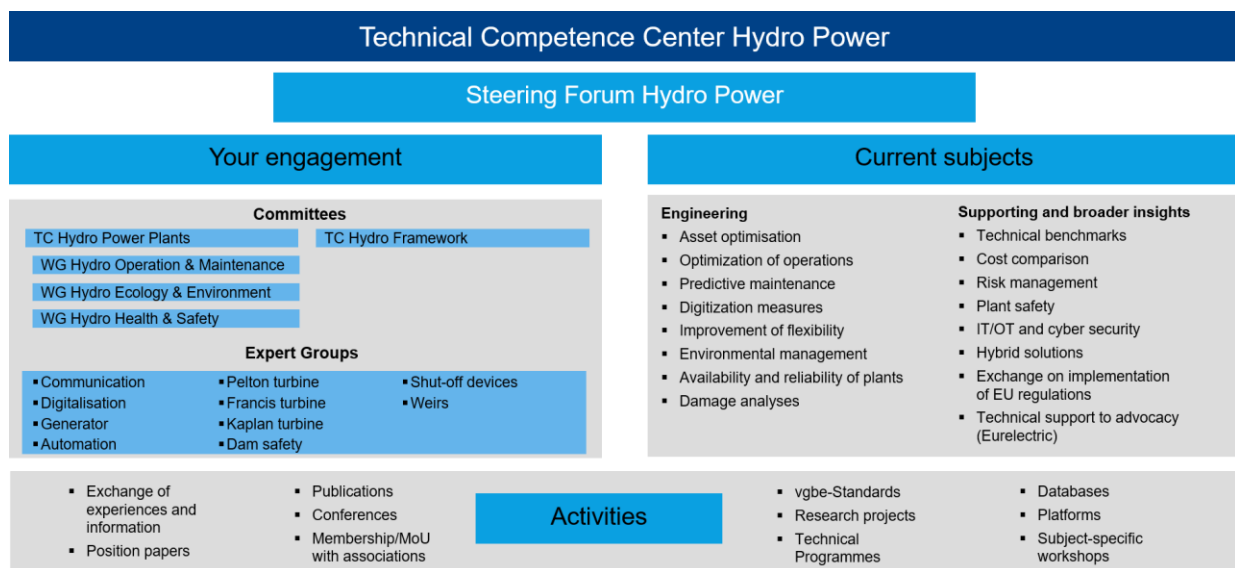 Technical Competence Center Hydro Power
Steering Forum Hydro Power
Your engagement
Committees
TC Hydro Power Plants
TC Hydro Framework
WG Hydro Operation & Maintenance
WG Hydro Ecology & Environment
WG Hydro Health & Safety
Expert Groups
▪ Communication
▪ Digitalisation
▪ Generator
▪ Automation
▪ Pelton turbine
▪ Francis turbine
▪ Kaplan turbine
▪ Dam safety
▪ Shut-off devices
▪ Weirs
Current subjects
Engineering
▪ Asset optimisation
▪ Optimization of operations
▪ Predictive maintenance
▪ Digitization measures
▪ Improvement of flexibility
▪ Environmental management
▪ Availability and reliability of plants
▪ Damage analyses
Supporting and broader insights
▪ Technical benchmarks
▪ Cost comparison
▪ Risk management
▪ Plant safety
▪ IT/OT and cyber security
▪ Hybrid solutions
▪ Exchange on implementation
of EU regulations
▪ Technical support to advocacy
(Eurelectric)
▪ Exchange of
experiences and
information
▪ Position papers
▪ Publications
▪ Conferences
▪ Membership/MoU
with associations
Activities
▪ vgbe-Standards
▪ Research projects
▪ Technical
Programmes
▪ Databases
▪ Platforms
▪ Subject-specific
workshops